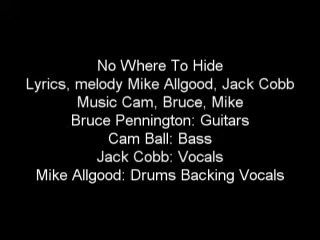 No Where To Hide
Lyrics, melody Mike Allgood, Jack Cobb
Music Cam, Bruce, Mike
Bruce Pennington: Guitars
Cam Ball: Bass
Jack Cobb: Vocals
Mike Allgood: Drums Backing Vocals